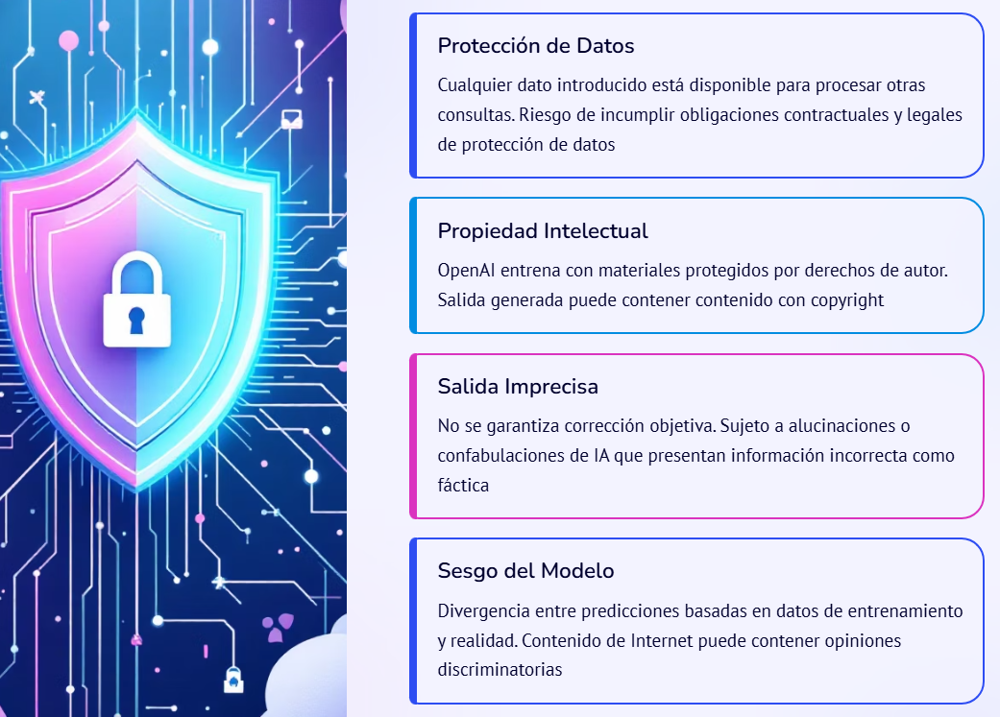 Protección de Datos
Cualquier dato introducido está disponible para procesar otras
consultas. Riesgo de incumplir obligaciones contractuales y legales
de protección de datos
Propiedad Intelectual
OpenAI entrena con materiales protegidos por derechos de autor.
Salida generada puede contener contenido con copyright
Salida Imprecisa
No se garantiza corrección objetiva. Sujeto a alucinaciones o
confabulaciones de IA que presentan información incorrecta como
fáctica
Sesgo del Modelo
Divergencia entre predicciones basadas en datos de entrenamiento
y realidad. Contenido de Internet puede contener opiniones
discriminatorias